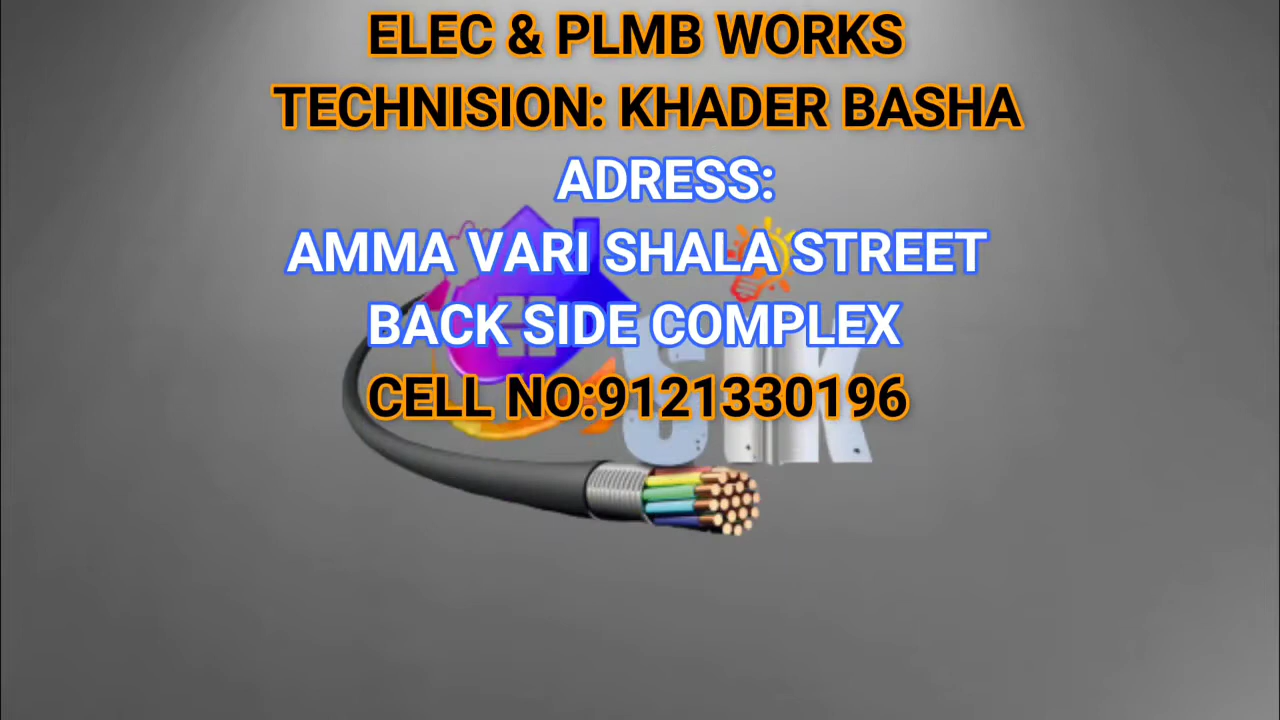 ELEC & PLMB WORKS
TECHNISION: KHADER BASHA
ADRESS:
AMMA VARI SHALA STREET
BACK SIDE COMPLEX
CELL NO:9121330196